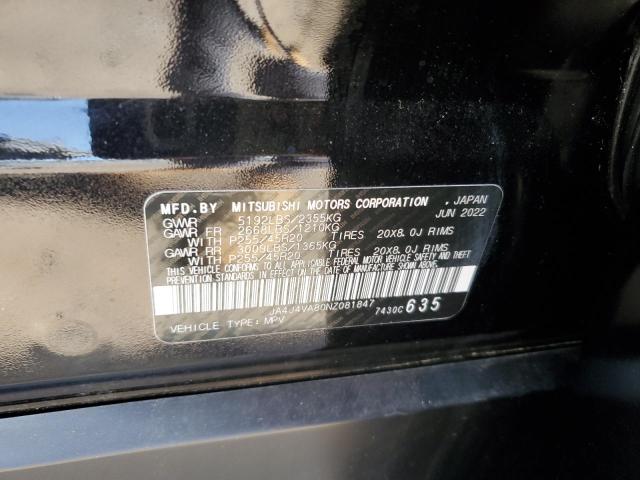 MFD.BY MITSUBISHI MOTORS CORPORATION , JAPAN
GVWR 5192LBS/2355KG JUN 2022
GAWR FR 2668LBS/1210KG
WITH P255/45R20 TIRES 20X8.0J RIMS
GAWR RR 3009LBS/1365KG
WITH P255/45R20 TIRES 20X8.0J RIMS
THIS VEHICLE CONFORMS TO ALL APPLICABLE FEDERAL MOTOR VEHICLE SAFETY AND THEFT
PREVENTION STANDARDS IN EFFECT ON THE DATE OF MANUFACTURE SHOWN ABOVE.
JA4J4VA80NZ081847 7430C 635
VEHICLE TYPE: MPV